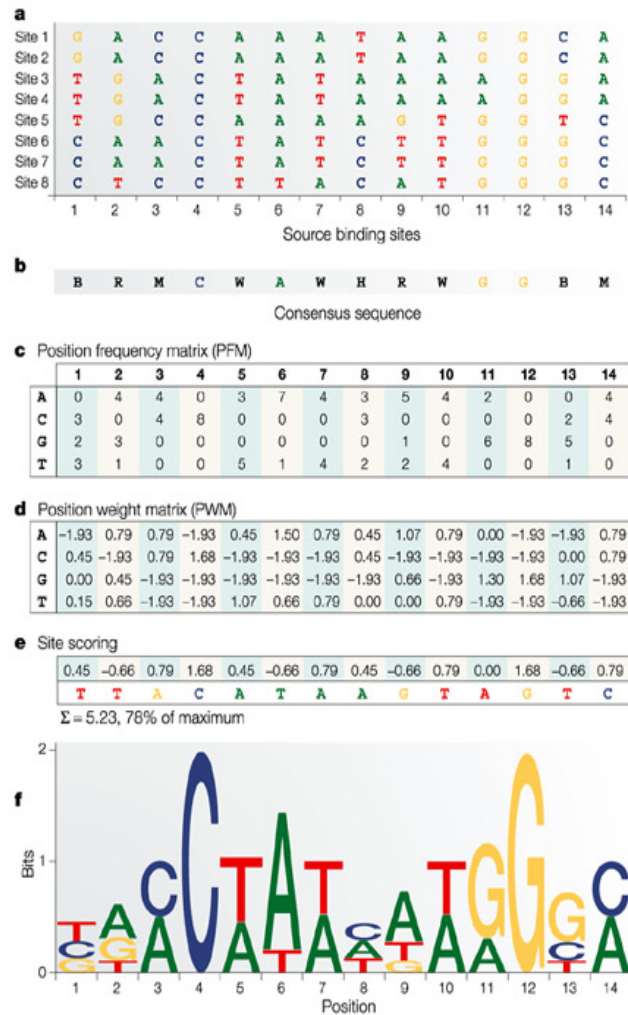 a
Site 1 G A C C A A A T A A G G C A
Site 2 G A C C A A A T A A G G C A
Site 3 T G A C T A T A A A A G G A
Site 4 T G A C T A T A A A A G G A
Site 5 T G C C A A A A G T G G T C
Site 6 C A A C T A T C T T G G G C
Site 7 C A A C T A T C T T G G G C
Site 8 C T C C T T A C A T G G G C
1 2 3 4 5 6 7 8 9 10 11 12 13 14
Source binding sites
b
B R M C W A W H R W G G B M
Consensus sequence
c Position frequency matrix (PFM)
1 2 3 4 5 6 7 8 9 10 11 12 13 14
A 0 4 4 0 3 7 4 3 5 4 2 0 0 4
C 3 0 4 8 0 0 0 3 0 0 0 0 2 4
G 2 3 0 0 0 0 0 0 1 0 6 8 5 0
T 3 1 0 0 5 1 4 2 2 4 0 0 1 0
d Position weight matrix (PWM)
A −1.93 0.79 0.79 −1.93 0.45 1.50 0.79 0.45 1.07 0.79 0.00 −1.93 −1.93 0.79
C 0.45 −1.93 0.79 1.68 −1.93 −1.93 −1.93 0.45 −1.93 −1.93 −1.93 −1.93 0.00 0.79
G 0.00 0.45 −1.93 −1.93 −1.93 −1.93 −1.93 −1.93 0.66 −1.93 1.30 1.68 1.07 −1.93
T 0.15 0.66 −1.93 −1.93 1.07 0.66 0.79 0.00 0.00 0.79 −1.93 −1.93 −0.66 −1.93
e Site scoring
0.45 −0.66 0.79 1.68 0.45 −0.66 0.79 0.45 −0.66 0.79 0.00 1.68 −0.66 0.79
T T A C A T A A G T A G T C
Σ = 5.23, 78% of maximum
f
2
1
0
Bits
T A C C T A T C A T G G G C
C G A A T A A T A A C A
G T T G T
1 2 3 4 5 6 7 8 9 10 11 12 13 14
Position